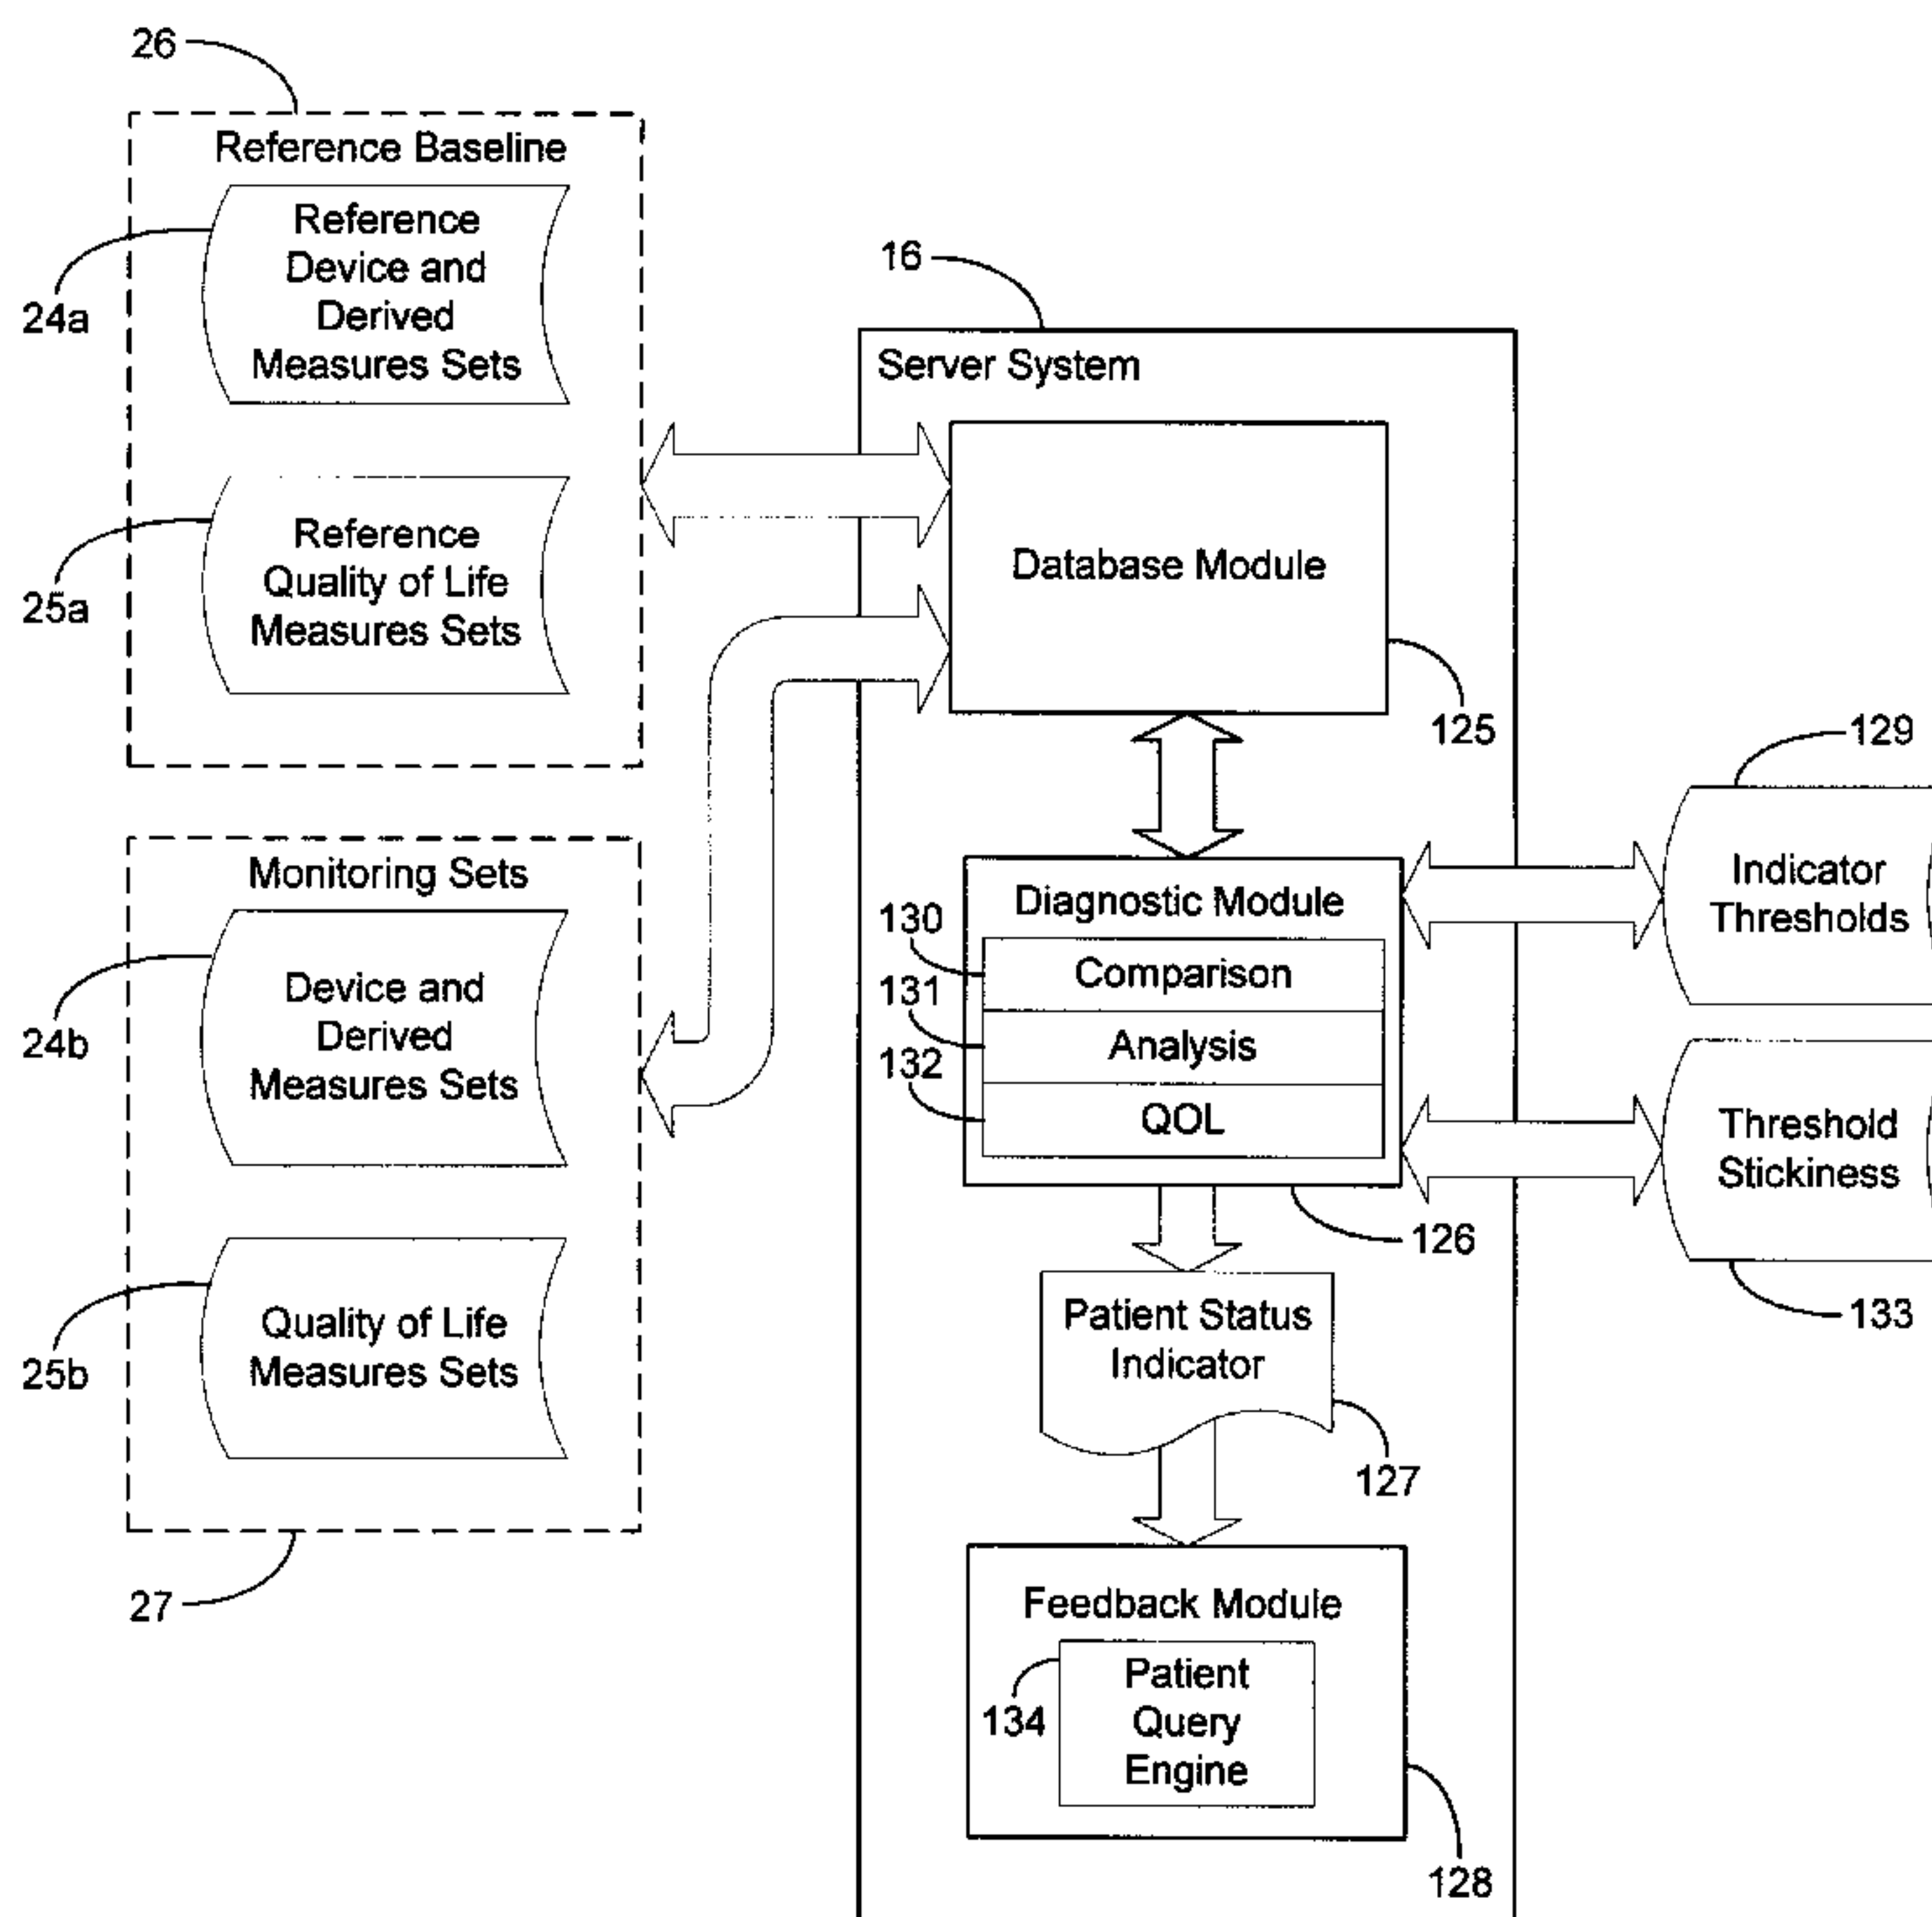 26
Reference Baseline
Reference
Device and
Derived
Measures Sets
24a
Reference
Quality of Life
Measures Sets
25a
Monitoring Sets
Device and
Derived
Measures Sets
24b
Quality of Life
Measures Sets
25b
27
16
Server System
Database Module
125
Diagnostic Module
130
Comparison
131
Analysis
132
QOL
126
129
Indicator
Thresholds
Threshold
Stickiness
133
Patient Status
Indicator
127
Feedback Module
134
Patient
Query
Engine
128